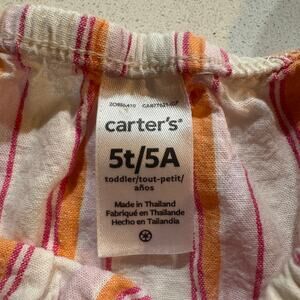 carter's®
5t/5A
toddler/tout-petit/
años
Made in Thailand
Fabriqué en Thaïlande
Hecho en Tailandia